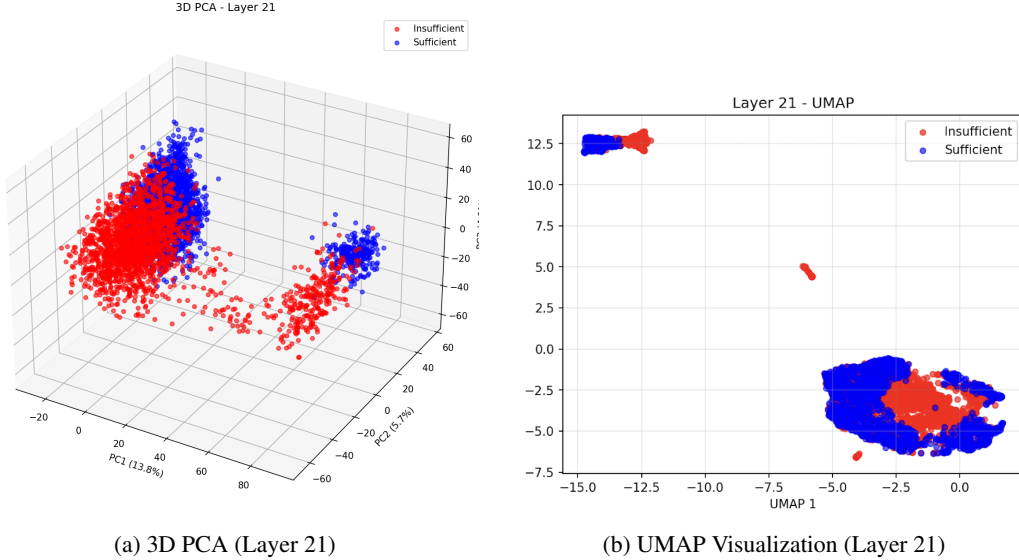 3D PCA - Layer 21
Insufficient
Sufficient
60
40
20
0
−20
−40
−60
60
40
20
0
−20
−40
−60
−20
0
20
40
60
80
PC2 (5.7%)
PC1 (13.8%)
(a) 3D PCA (Layer 21)
Layer 21 - UMAP
Insufficient
Sufficient
12.5
10.0
7.5
5.0
2.5
0.0
−2.5
−5.0
−7.5
−15.0 −12.5 −10.0 −7.5 −5.0 −2.5 0.0
UMAP 1
(b) UMAP Visualization (Layer 21)